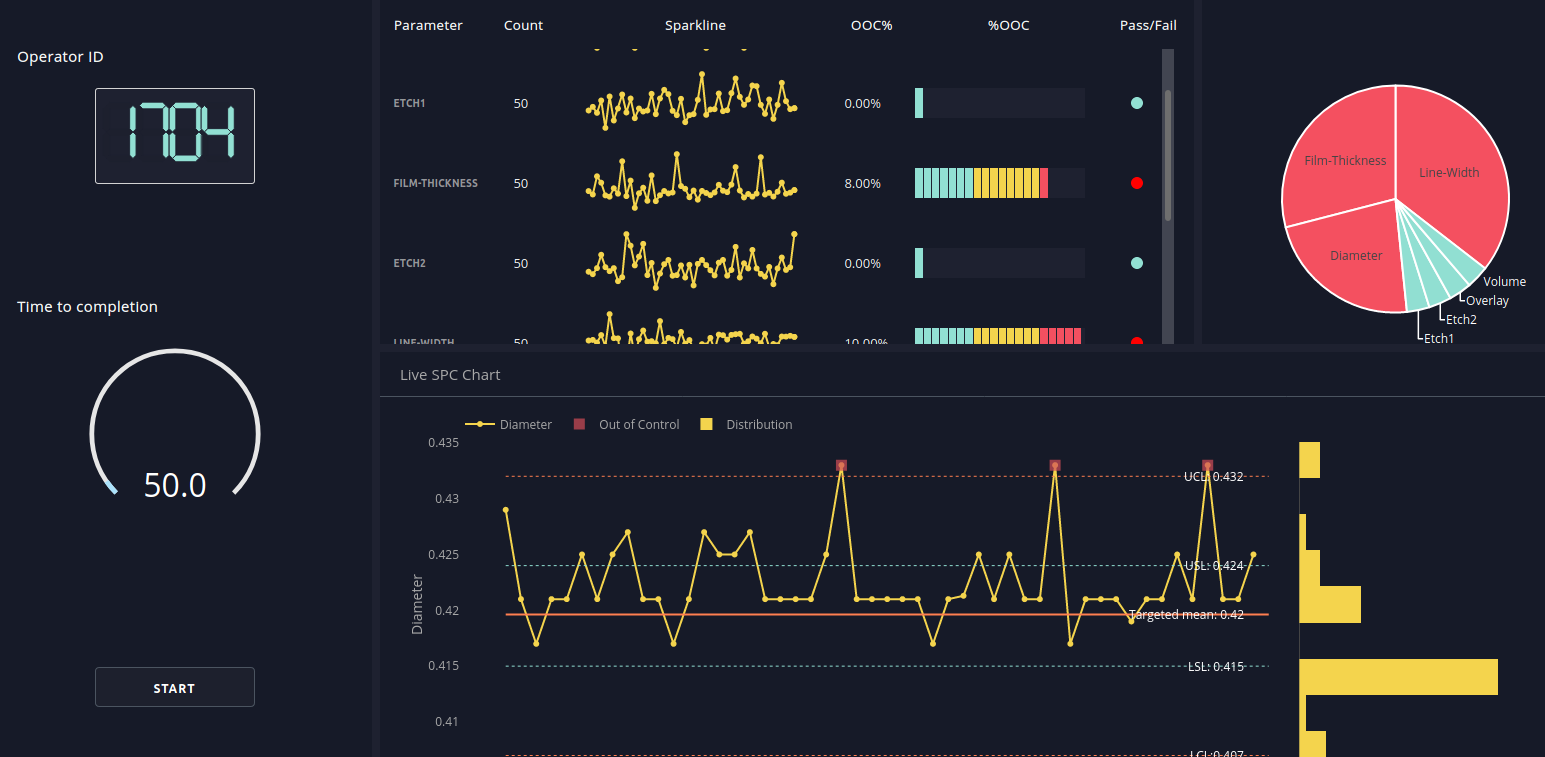 Operator ID
1704
Time to completion
50.0
START
Parameter Count Sparkline OOC% %OOC Pass/Fail
ETCH1 50 0.00%
FILM-THICKNESS 50 8.00%
ETCH2 50 0.00%
LINE-WIDTH 50 10.00%
Film-Thickness
Line-Width
Diameter
Volume
Overlay
Etch2
Etch1
Live SPC Chart
Diameter Out of Control Distribution
0.435
UCL: 0.432
0.43
0.425
USL: 0.424
Diameter
0.42
Targeted mean: 0.42
0.415
LSL: 0.415
0.41
LCL: 0.407